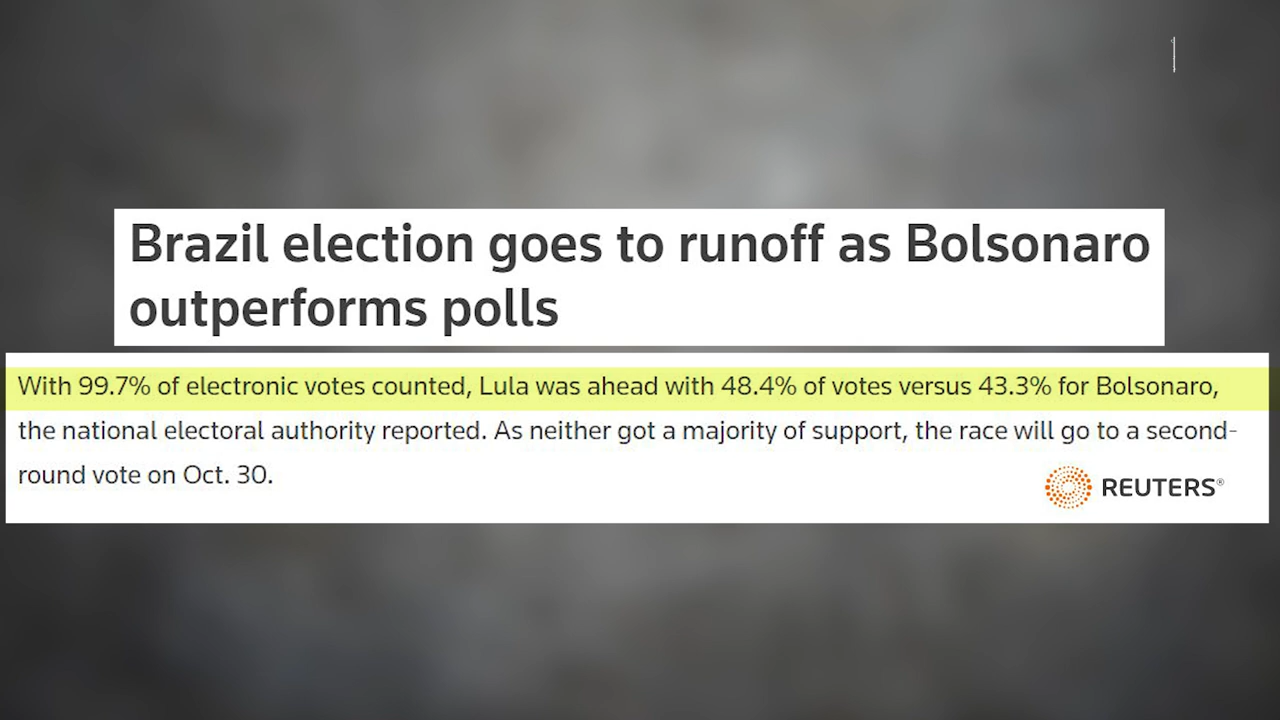 Brazil election goes to runoff as Bolsonaro
outperforms polls
With 99.7% of electronic votes counted, Lula was ahead with 48.4% of votes versus 43.3% for Bolsonaro,
the national electoral authority reported. As neither got a majority of support, the race will go to a second-
round vote on Oct. 30.
REUTERS®